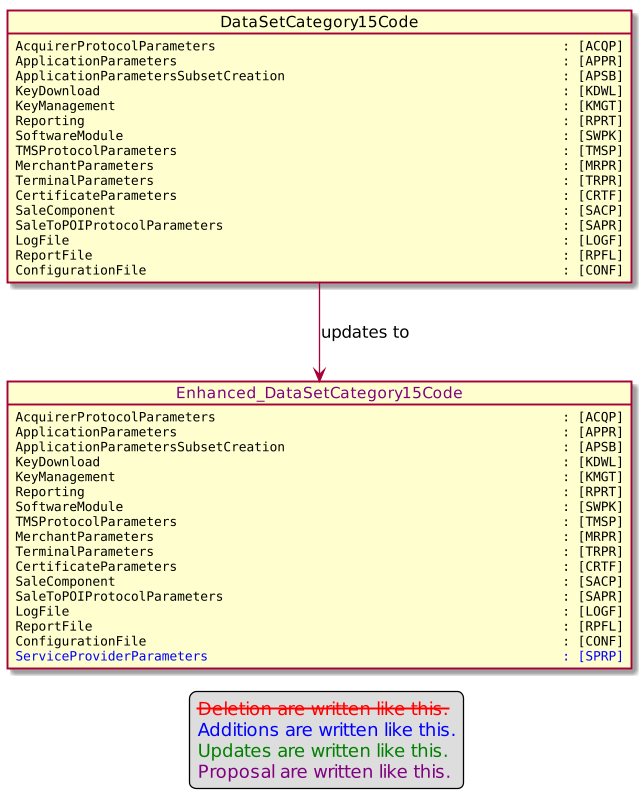 DataSetCategory15Code
AcquirerProtocolParameters : [ACQP]
ApplicationParameters : [APPR]
ApplicationParametersSubsetCreation : [APSB]
KeyDownload : [KDWL]
KeyManagement : [KMGT]
Reporting : [RPRT]
SoftwareModule : [SWPK]
TMSProtocolParameters : [TMSP]
MerchantParameters : [MRPR]
TerminalParameters : [TRPR]
CertificateParameters : [CRTF]
SaleComponent : [SACP]
SaleToPOIProtocolParameters : [SAPR]
LogFile : [LOGF]
ReportFile : [RPFL]
ConfigurationFile : [CONF]
updates to
Enhanced_DataSetCategory15Code
AcquirerProtocolParameters : [ACQP]
ApplicationParameters : [APPR]
ApplicationParametersSubsetCreation : [APSB]
KeyDownload : [KDWL]
KeyManagement : [KMGT]
Reporting : [RPRT]
SoftwareModule : [SWPK]
TMSProtocolParameters : [TMSP]
MerchantParameters : [MRPR]
TerminalParameters : [TRPR]
CertificateParameters : [CRTF]
SaleComponent : [SACP]
SaleToPOIProtocolParameters : [SAPR]
LogFile : [LOGF]
ReportFile : [RPFL]
ConfigurationFile : [CONF]
ServiceProviderParameters : [SPRP]
Deletion are written like this.
Additions are written like this.
Updates are written like this.
Proposal are written like this.